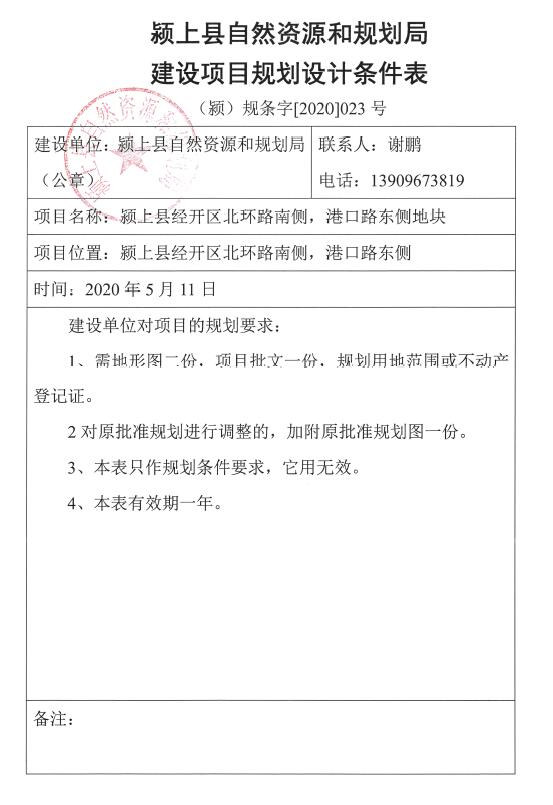 颍上县自然资源和规划局
建设项目规划设计条件表
（颍）规条字[2020]023 号
建设单位：颍上县自然资源和规划局
（公章）
联系人：谢鹏
电话：13909673819
项目名称：颍上县经开区北环路南侧，港口路东侧地块
项目位置：颍上县经开区北环路南侧，港口路东侧
时间：2020 年 5 月 11 日
建设单位对项目的规划要求：
1、需地形图二份，项目批文一份，规划用地范围或不动产
登记证。
2 对原批准规划进行调整的，加附原批准规划图一份。
3、本表只作规划条件要求，它用无效。
4、本表有效期一年。
备注：